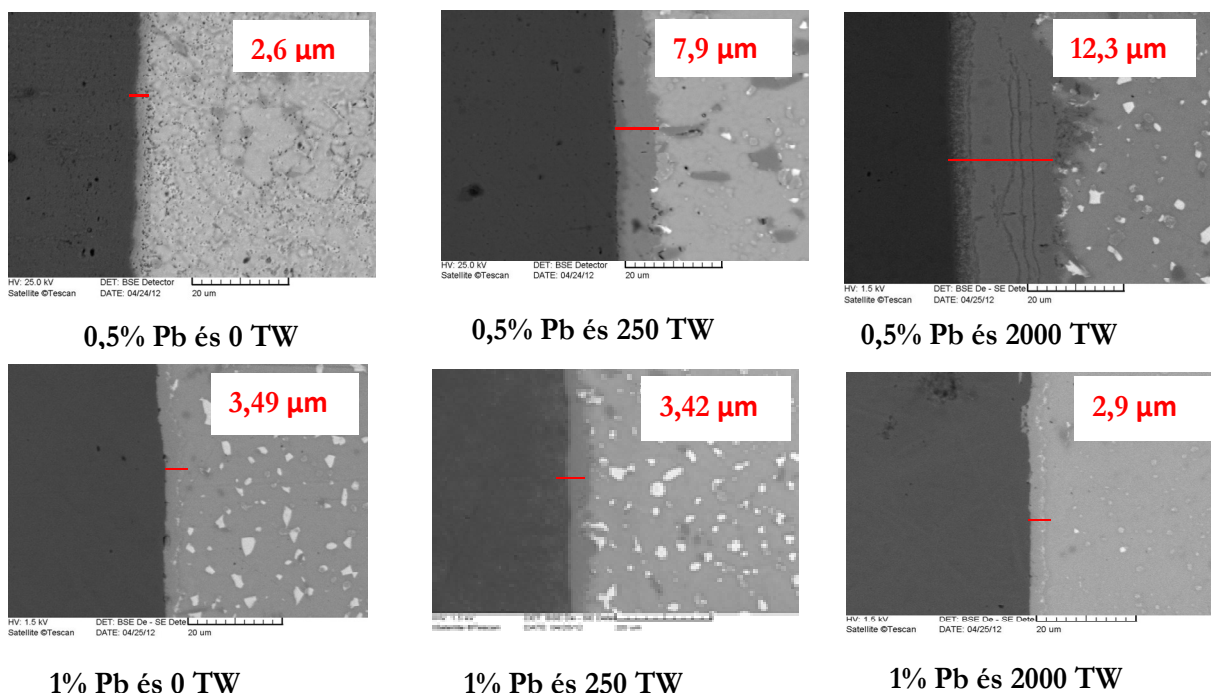 2,6 µm
HV: 25.0 kV DET: BSE Detector
Satellite ©Tescan DATE: 04/24/12 20 um
0,5% Pb és 0 TW
7,9 µm
HV: 25.0 kV DET: BSE Detector
Satellite ©Tescan DATE: 04/24/12 20 um
0,5% Pb és 250 TW
12,3 µm
HV: 1.5 kV DET: BSE De - SE Dete
Satellite ©Tescan DATE: 04/25/12 20 um
0,5% Pb és 2000 TW
3,49 µm
HV: 1.5 kV DET: BSE De - SE Dete
Satellite ©Tescan DATE: 04/25/12 20 um
1% Pb és 0 TW
3,42 µm
1% Pb és 250 TW
2,9 µm
HV: 1.5 kV DET: BSE De - SE Dete
Satellite ©Tescan DATE: 04/25/12 20 um
1% Pb és 2000 TW